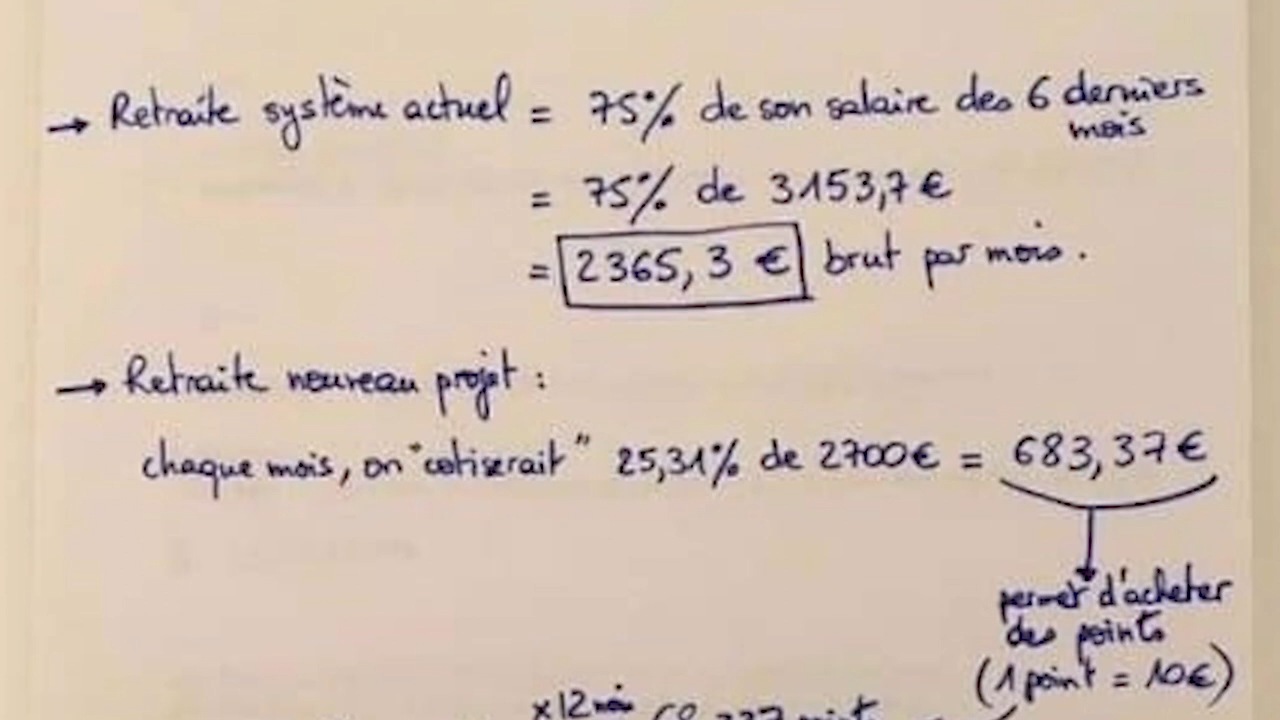 → Retraite système actuel = 75% de son salaire des 6 derniers mois
= 75% de 3153,7€
= 2365,3 € brut par mois.
→ Retraite nouveau projet :
chaque mois, on "cotiserait" 25,31% de 2700€ = 683,37€
permet d'acheter
des points
(1 point = 10€)
x12 mois